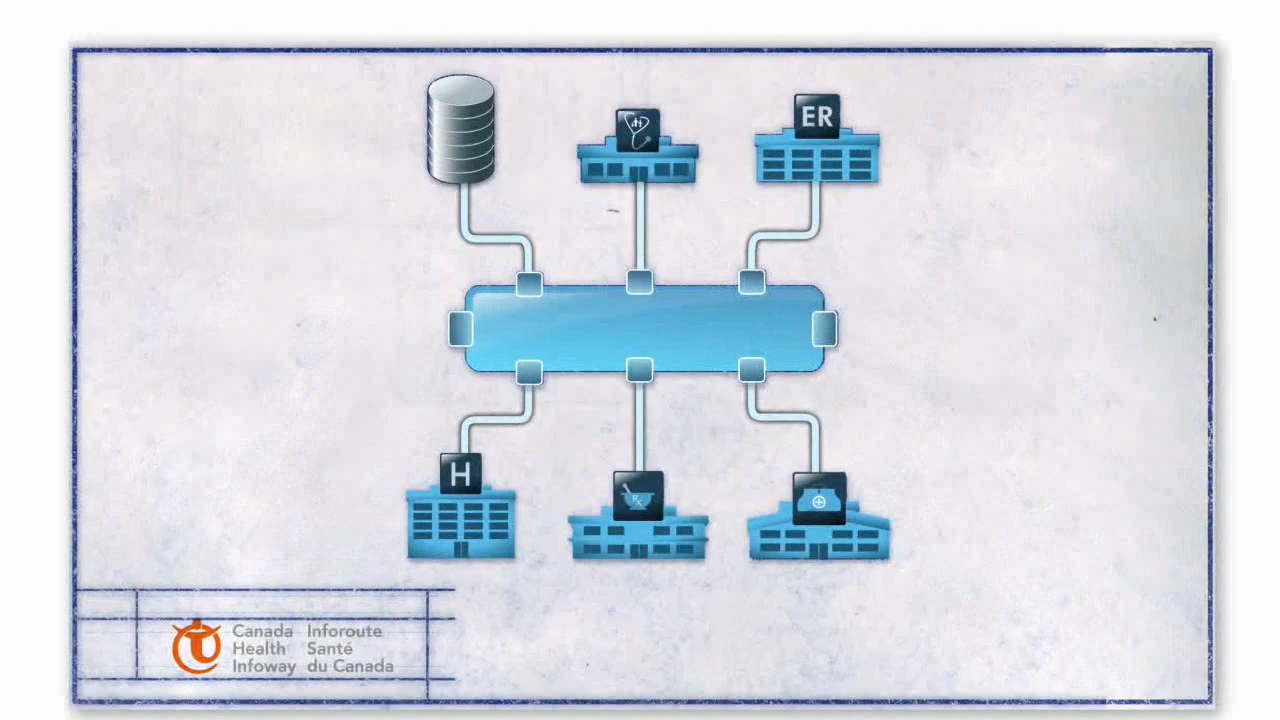 ER
H
Rx
Canada Inforoute
Health Santé
Infoway du Canada